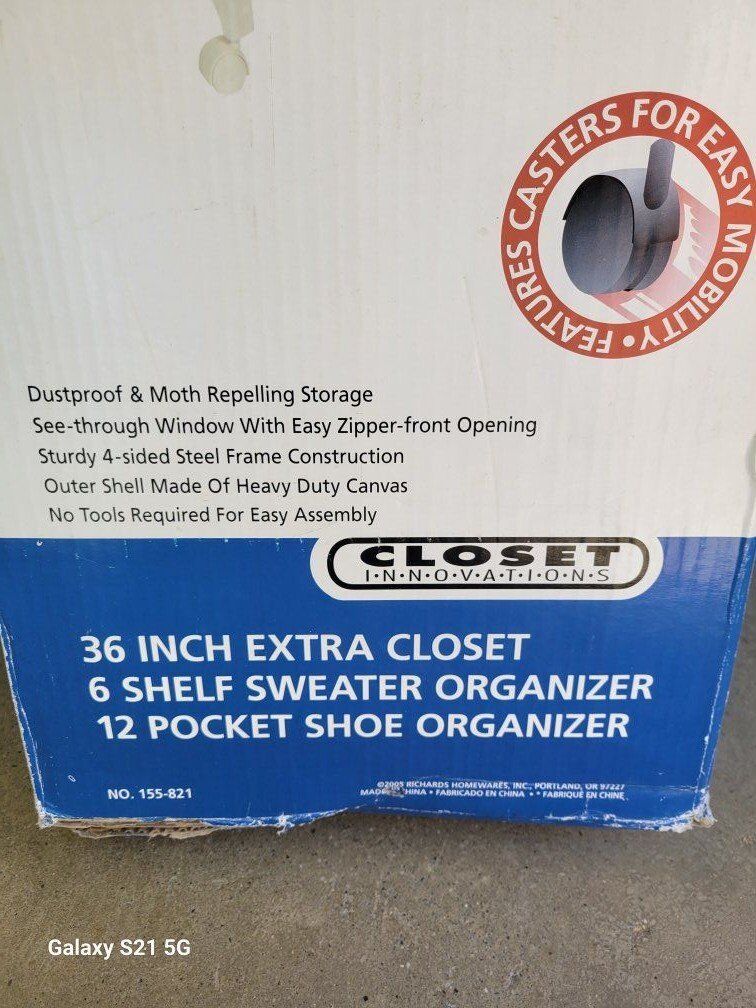 FEATURES CASTERS FOR EASY MOBILITY •
Dustproof & Moth Repelling Storage
See-through Window With Easy Zipper-front Opening
Sturdy 4-sided Steel Frame Construction
Outer Shell Made Of Heavy Duty Canvas
No Tools Required For Easy Assembly
CLOSET
I•N•N•O•V•A•T•I•O•N•S
36 INCH EXTRA CLOSET
6 SHELF SWEATER ORGANIZER
12 POCKET SHOE ORGANIZER
NO. 155-821
©2005 RICHARDS HOMEWARES, INC., PORTLAND, OR 97227
CHINA • FABRICADO EN CHINA • • FABRIQUÉ EN CHINE
Galaxy S21 5G